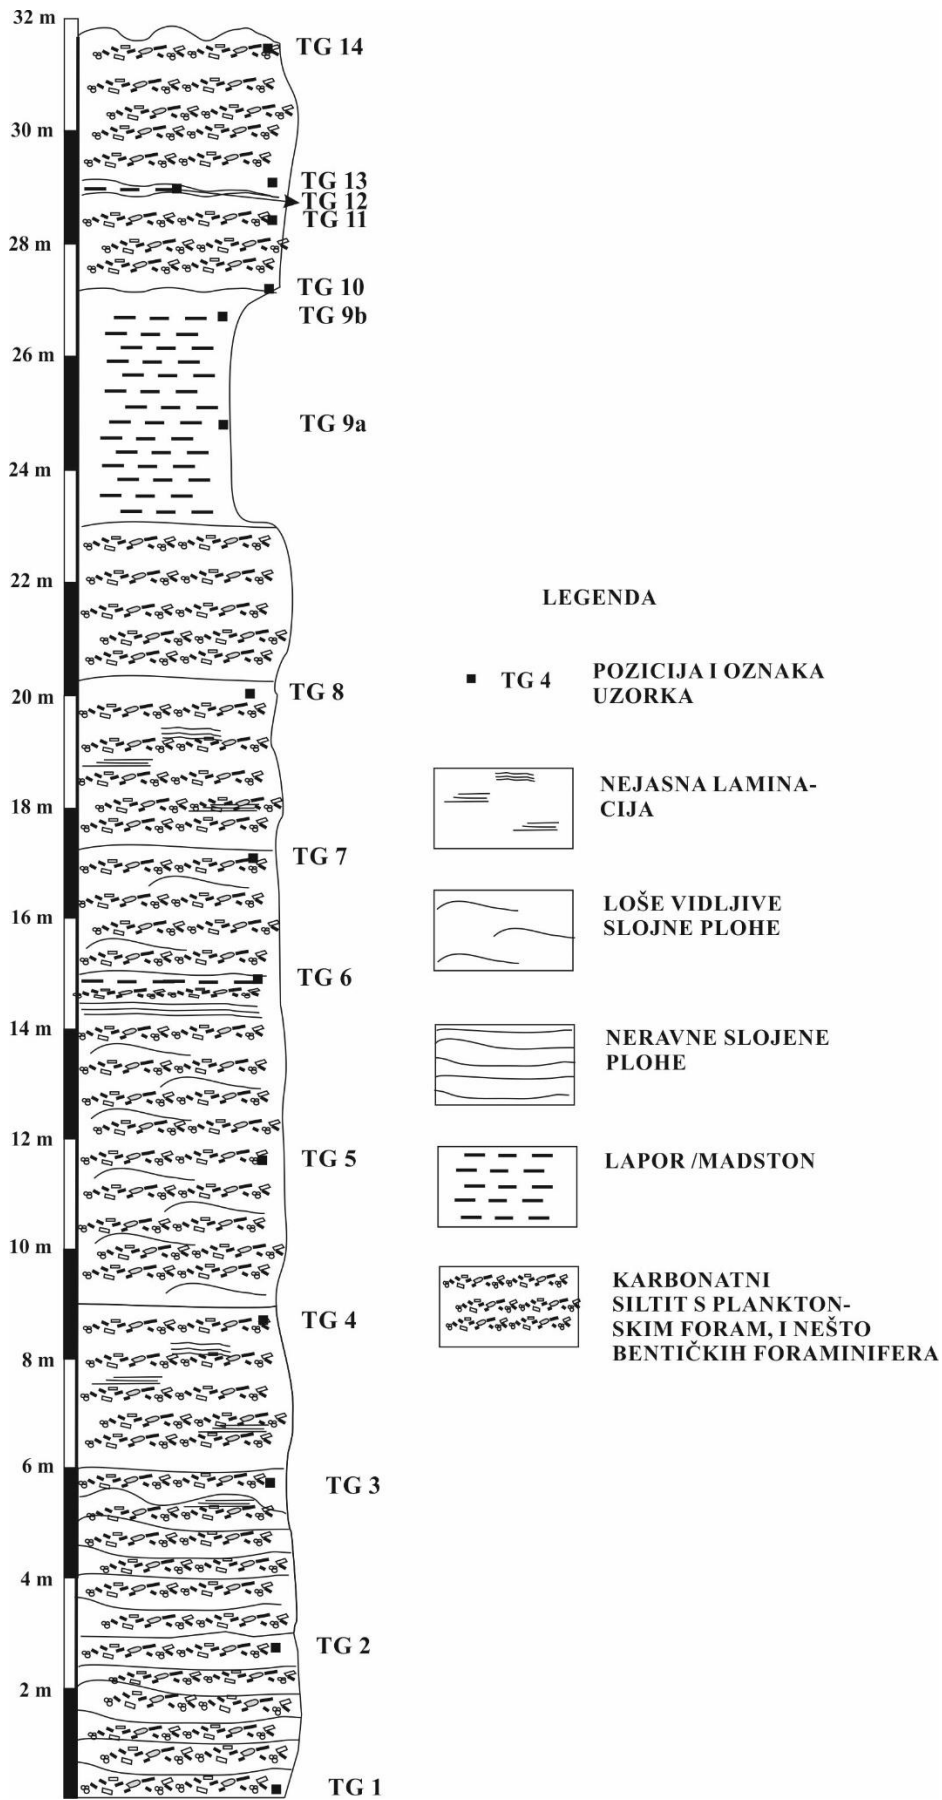 32 m
TG 14
30 m
TG 13
TG 12
TG 11
28 m
TG 10
TG 9b
26 m
TG 9a
24 m
22 m
20 m
TG 8
18 m
TG 7
16 m
TG 6
14 m
12 m
TG 5
10 m
TG 4
8 m
6 m
TG 3
4 m
TG 2
2 m
TG 1
LEGENDA
TG 4
POZICIJA I OZNAKA
UZORKA
NEJASNA LAMINA-
CIJA
LOŠE VIDLJIVE
SLOJNE PLOHE
NERAVNE SLOJENE
PLOHE
LAPOR /MADSTON
KARBONATNI
SILTIT S PLANKTON-
SKIM FORAM, I NEŠTO
BENTIČKIH FORAMINIFERA